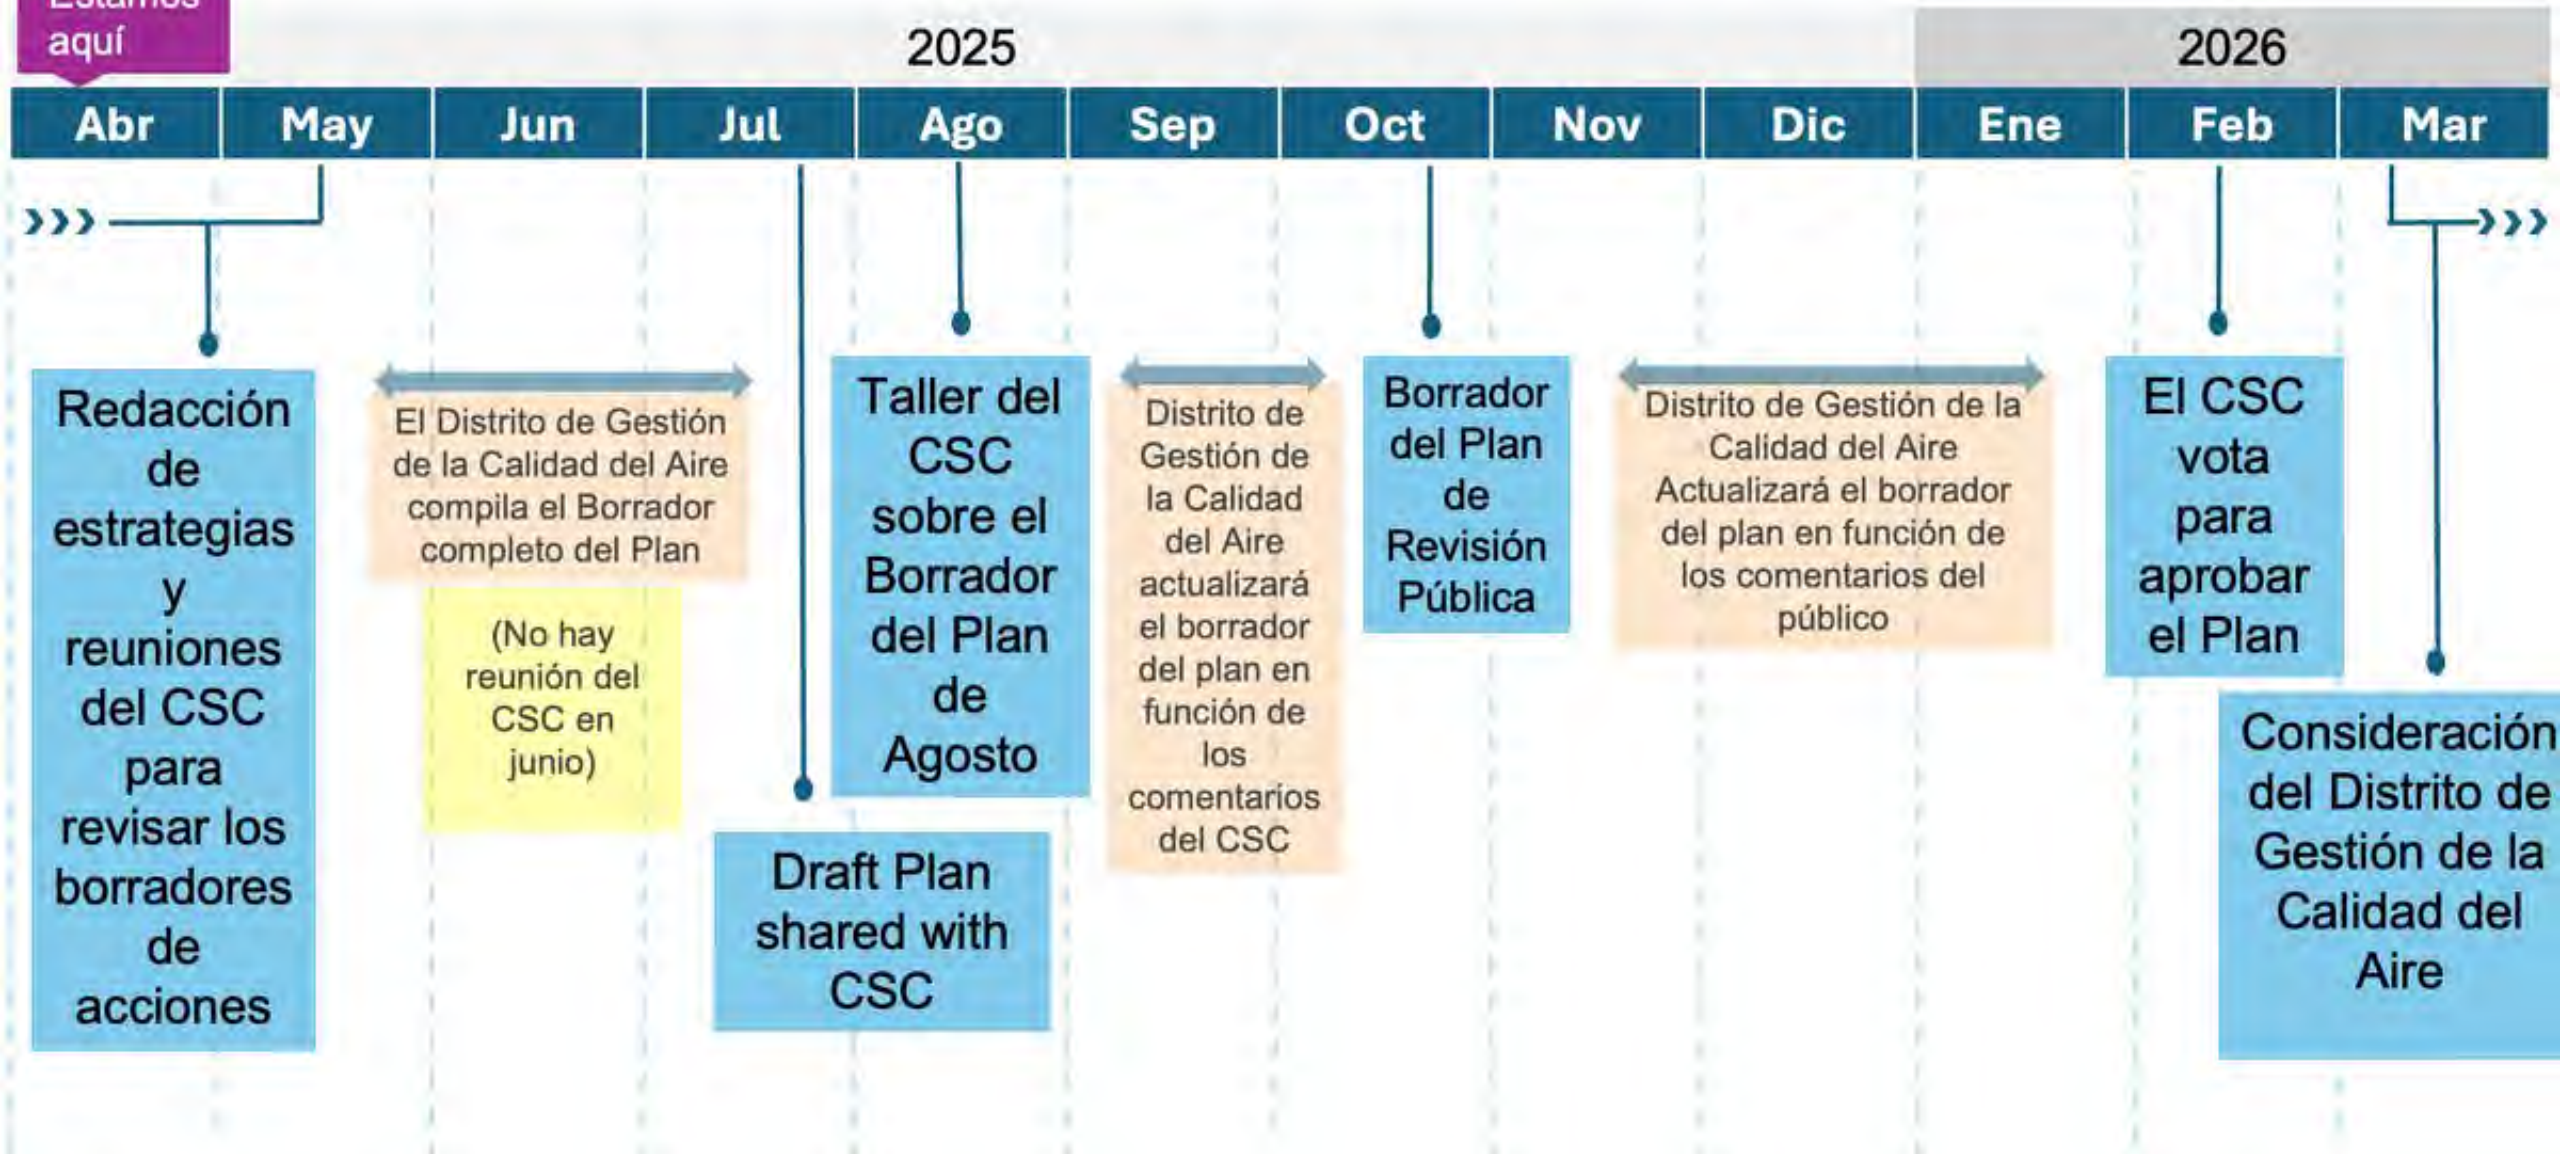 Estamos
aquí
2025
2026
Abr May Jun Jul Ago Sep Oct Nov Dic Ene Feb Mar
Redacción
de
estrategias
y
reuniones
del CSC
para
revisar los
borradores
de
acciones
El Distrito de Gestión
de la Calidad del Aire
compila el Borrador
completo del Plan
(No hay
reunión del
CSC en
junio)
Draft Plan
shared with
CSC
Taller del
CSC
sobre el
Borrador
del Plan
de
Agosto
Distrito de
Gestión de
la Calidad
del Aire
actualizará
el borrador
del plan en
función de
los
comentarios
del CSC
Borrador
del Plan
de
Revisión
Pública
Distrito de Gestión de la
Calidad del Aire
Actualizará el borrador
del plan en función de
los comentarios del
público
El CSC
vota
para
aprobar
el Plan
Consideración
del Distrito de
Gestión de la
Calidad del
Aire